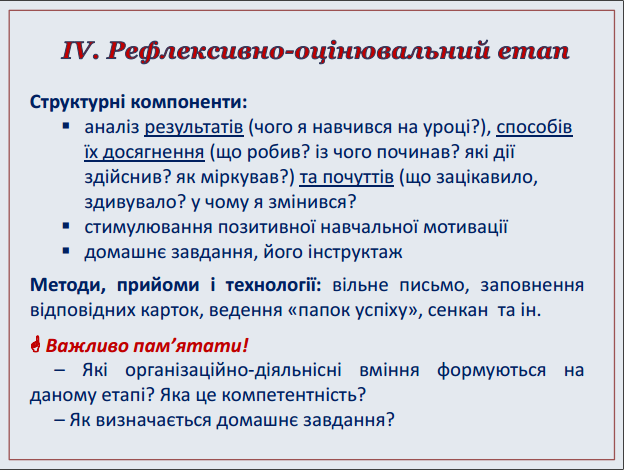 IV. Рефлексивно-оцінювальний етап
Структурні компоненти:
▪ аналіз результатів (чого я навчився на уроці?), способів
їх досягнення (що робив? із чого починав? які дії
здійснив? як міркував?) та почуттів (що зацікавило,
здивувало? у чому я змінився?
▪ стимулювання позитивної навчальної мотивації
▪ домашнє завдання, його інструктаж
Методи, прийоми і технології: вільне письмо, заповнення
відповідних карток, ведення «папок успіху», сенкан та ін.
Важливо пам’ятати!
– Які організаційно-діяльнісні вміння формуються на
даному етапі? Яка це компетентність?
– Як визначається домашнє завдання?